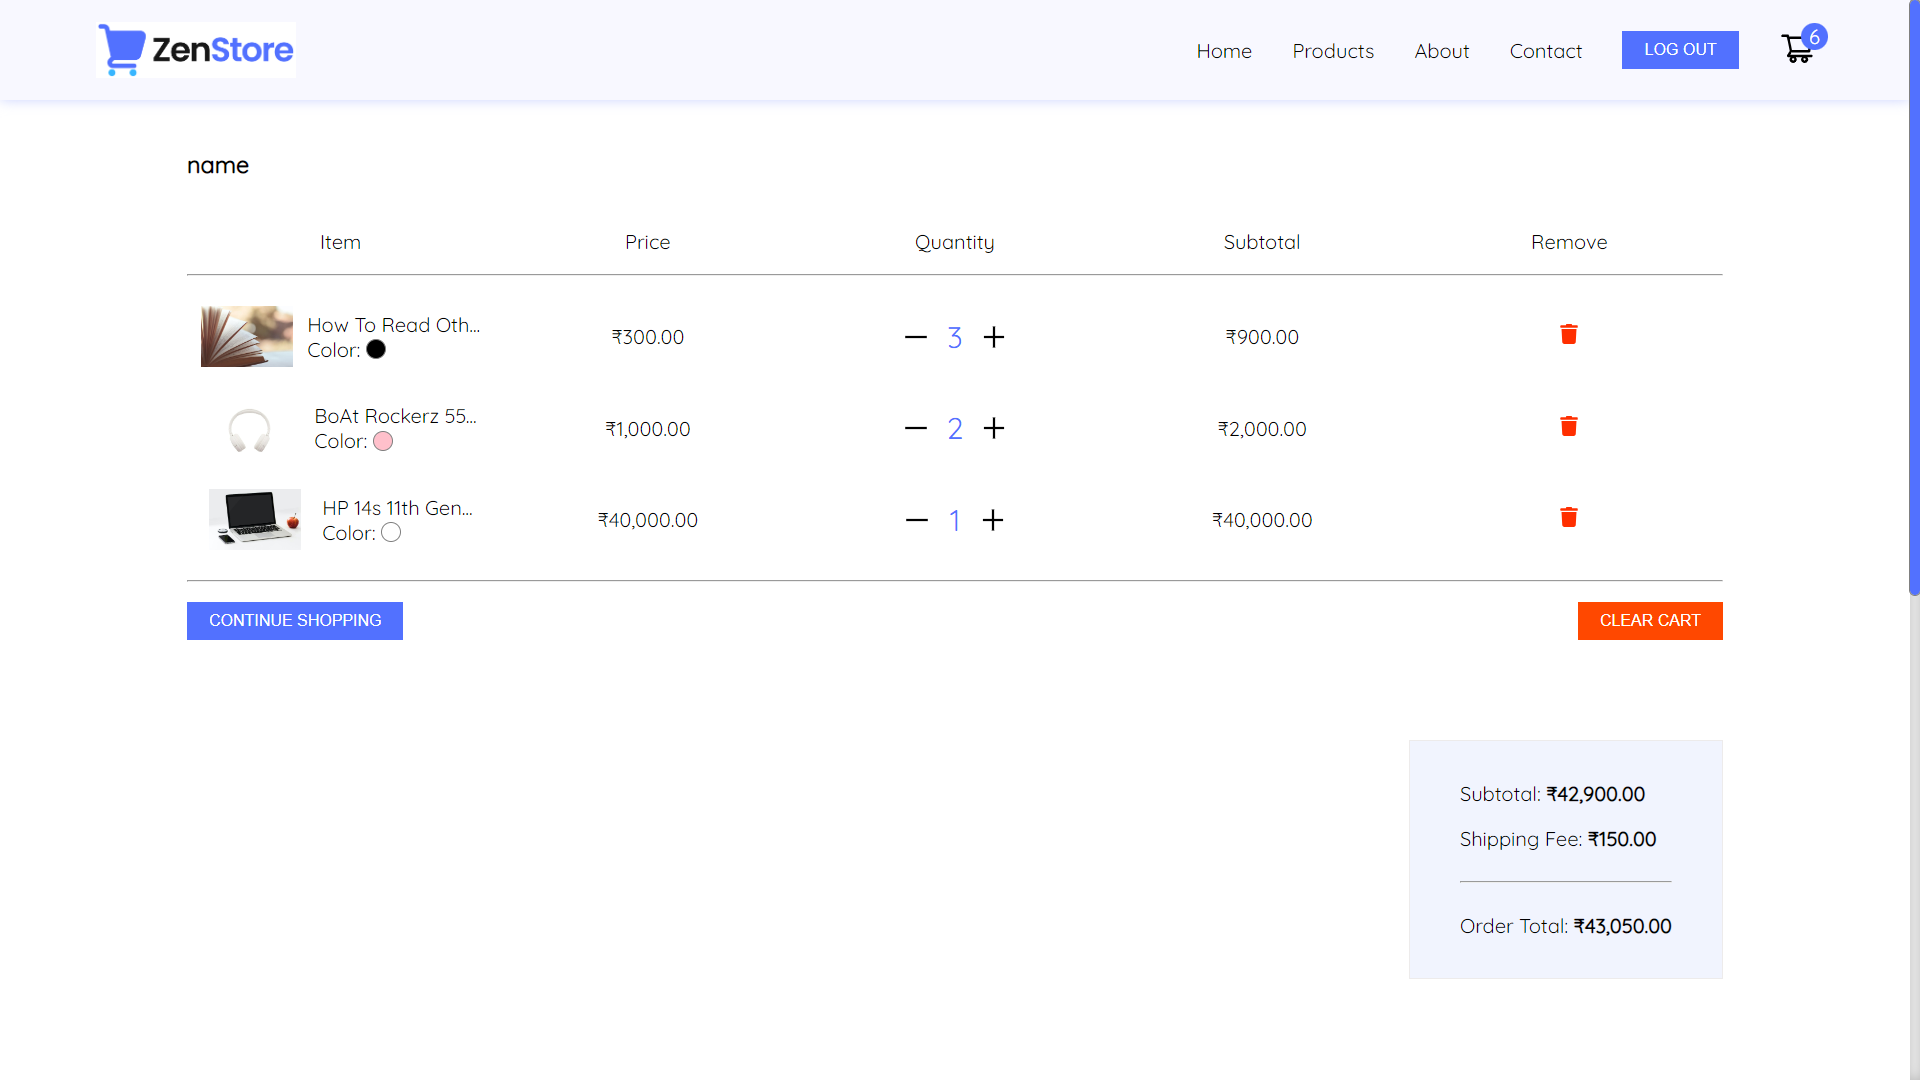 ZenStore
Home Products About Contact LOG OUT 6
name
Item Price Quantity Subtotal Remove
How To Read Oth...
Color:
₹300.00 3 ₹900.00
BoAt Rockerz 55...
Color:
₹1,000.00 2 ₹2,000.00
HP 14s 11th Gen...
Color:
₹40,000.00 1 ₹40,000.00
CONTINUE SHOPPING CLEAR CART
Subtotal: ₹42,900.00
Shipping Fee: ₹150.00
Order Total: ₹43,050.00